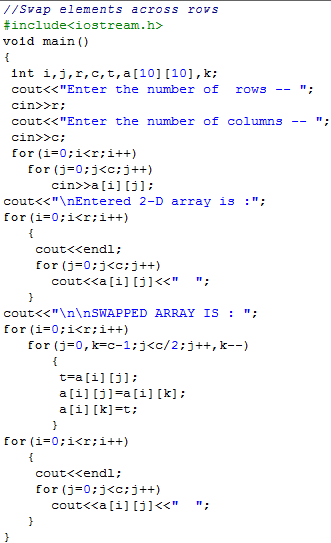 //Swap elements across rows
#include<iostream.h>
void main()
{
int i,j,r,c,t,a[10][10],k;
cout<<"Enter the number of  rows -- ";
cin>>r;
cout<<"Enter the number of columns -- ";
cin>>c;
for(i=0;i<r;i++)
for(j=0;j<c;j++)
cin>>a[i][j];
cout<<"\nEntered 2-D array is :";
for(i=0;i<r;i++)
{
cout<<endl;
for(j=0;j<c;j++)
cout<<a[i][j]<<"  ";
}
cout<<"\n\nSWAPPED ARRAY IS : ";
for(i=0;i<r;i++)
for(j=0,k=c-1;j<c/2;j++,k--)
{
t=a[i][j];
a[i][j]=a[i][k];
a[i][k]=t;
}
for(i=0;i<r;i++)
{
cout<<endl;
for(j=0;j<c;j++)
cout<<a[i][j]<<"  ";
}
}